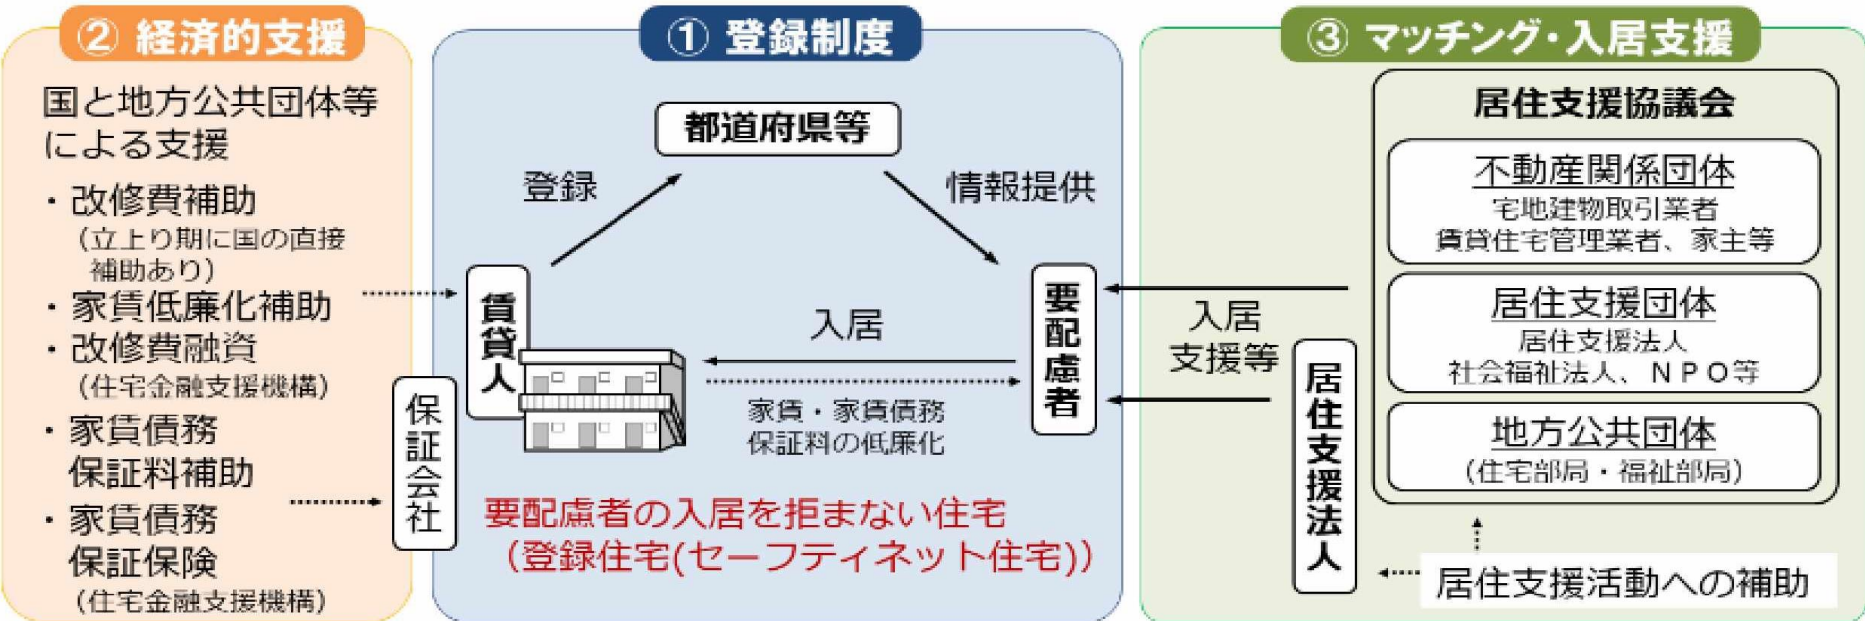 ② 経済的支援
国と地方公共団体等
による支援
・改修費補助
（立上り期に国の直接
補助あり）
・家賃低廉化補助
・改修費融資
（住宅金融支援機構）
・家賃債務
保証料補助
・家賃債務
保証保険
（住宅金融支援機構）
保証会社
① 登録制度
都道府県等
登録
情報提供
賃貸人
入居
家賃・家賃債務
保証料の低廉化
要配慮者
要配慮者の入居を拒まない住宅
（登録住宅(セーフティネット住宅)）
③ マッチング・入居支援
入居
支援等
居住支援法人
居住支援協議会
不動産関係団体
宅地建物取引業者
賃貸住宅管理業者、家主等
居住支援団体
居住支援法人
社会福祉法人、ＮＰＯ等
地方公共団体
（住宅部局・福祉部局）
居住支援活動への補助